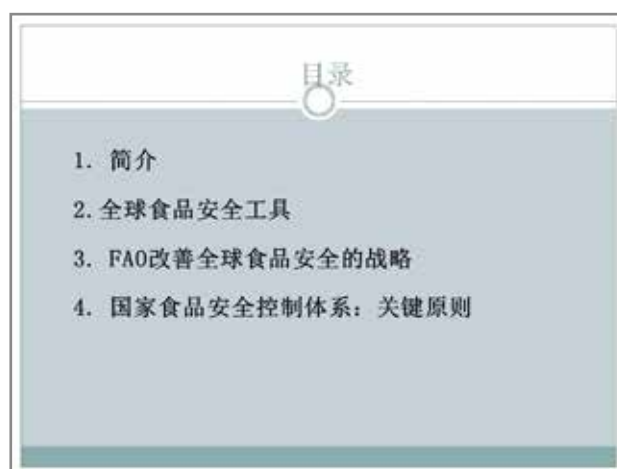 目录
1. 简介
2. 全球食品安全工具
3. FAO改善全球食品安全的战略
4. 国家食品安全控制体系：关键原则